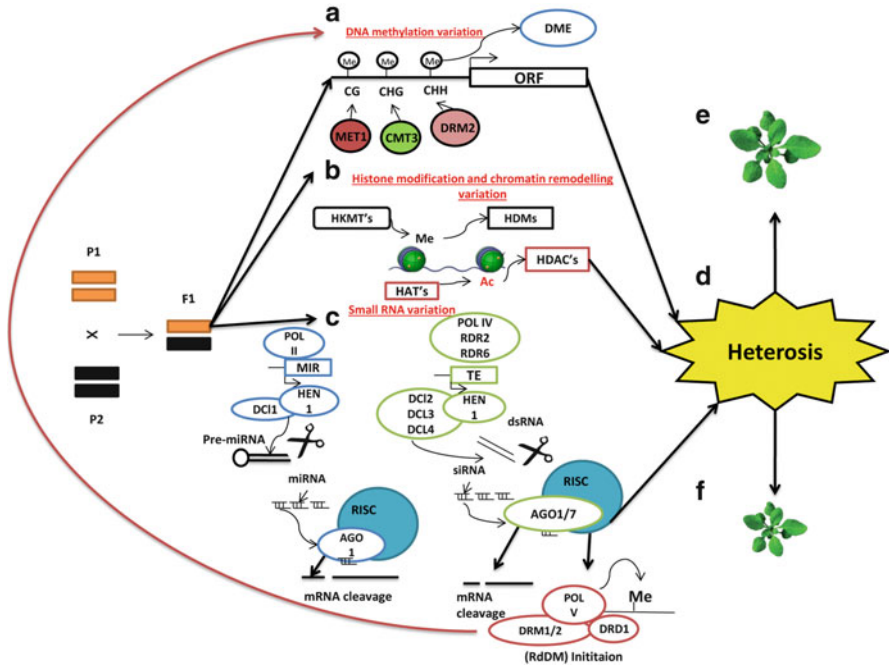 a
DNA methylation variation
DME
Me
Me
Me
ORF
CG
CHG
CHH
MET1
CMT3
DRM2
b
Histone modification and chromatin remodelling
variation
HKMT's
Me
HDMs
HAT's
Ac
HDAC's
P1
X
P2
F1
c
Small RNA variation
POL
II
MIR
HEN
1
DCl1
Pre-miRNA
miRNA
RISC
AGO
1
mRNA cleavage
POL IV
RDR2
RDR6
TE
DCl2
DCL3
DCL4
HEN
1
dsRNA
siRNA
RISC
AGO1/7
mRNA
cleavage
POL
V
Me
DRM1/2
DRD1
(RdDM) Inititaion
d
Heterosis
e
f